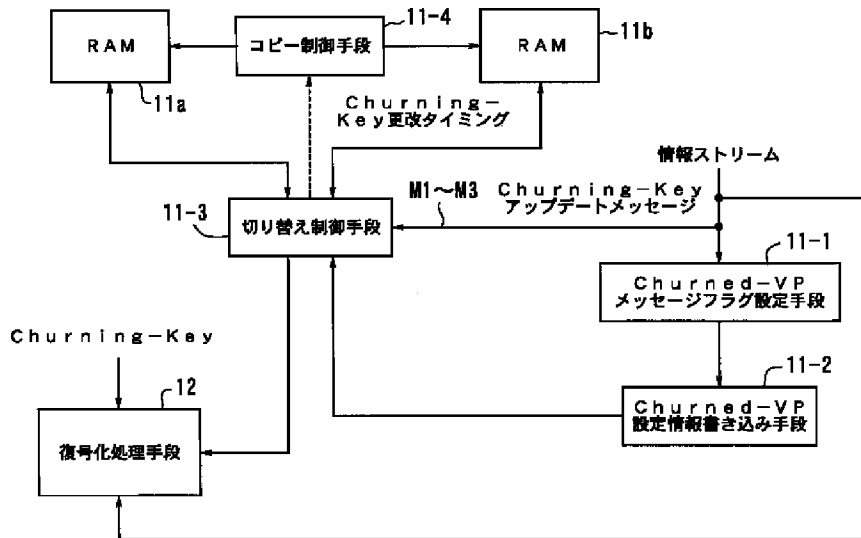 11-4
RAM
コピー制御手段
RAM
11b
11a
Churning-
Key更改タイミング
情報ストリーム
M1～M3
Churning-Key
アップデートメッセージ
11-3
切り替え制御手段
11-1
Churned-VP
メッセージフラグ設定手段
Churning-Key
11-2
12
Churned-VP
設定情報書き込み手段
復号化処理手段